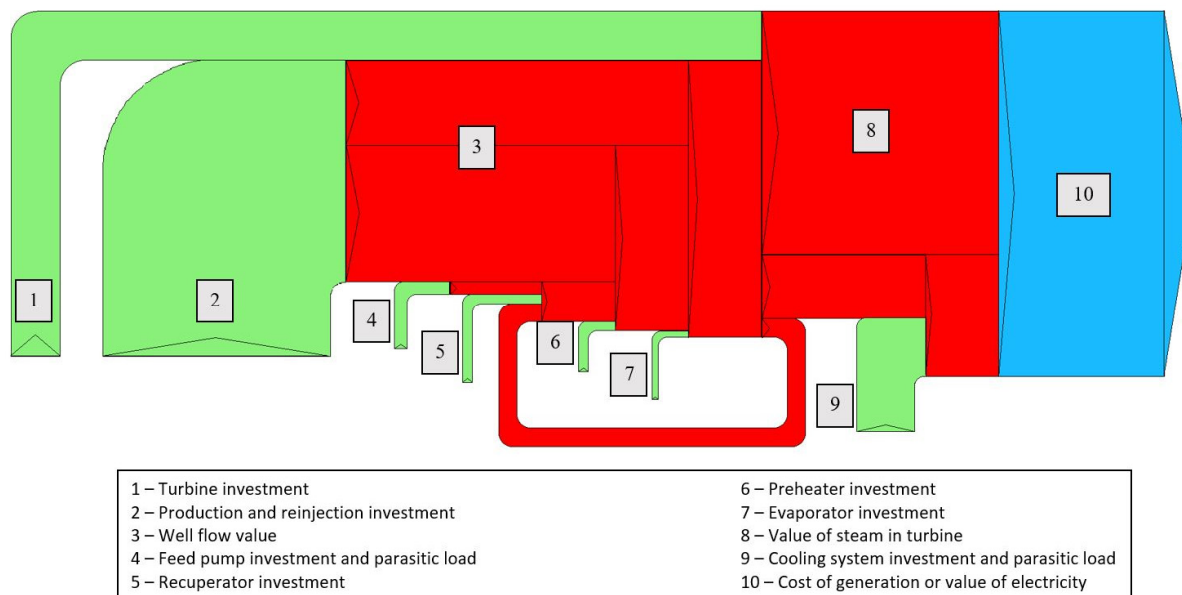 1
2
3
4
5
6
7
8
9
10
1 – Turbine investment
2 – Production and reinjection investment
3 – Well flow value
4 – Feed pump investment and parasitic load
5 – Recuperator investment
6 – Preheater investment
7 – Evaporator investment
8 – Value of steam in turbine
9 – Cooling system investment and parasitic load
10 – Cost of generation or value of electricity